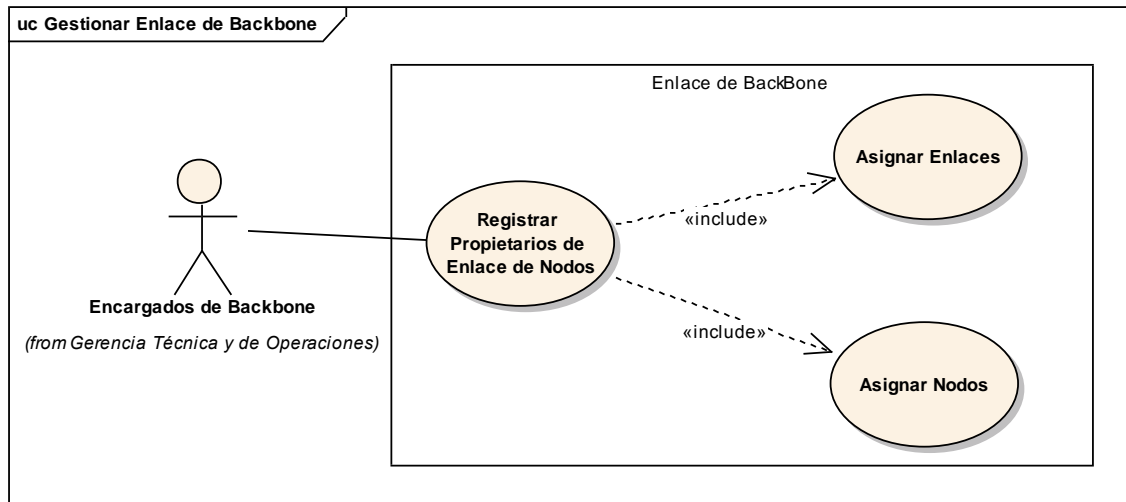 uc Gestionar Enlace de Backbone
Enlace de BackBone
Asignar Enlaces
Registrar
Propietarios de
Enlace de Nodos
«include»
Encargados de Backbone
(from Gerencia Técnica y de Operaciones)
«include»
Asignar Nodos